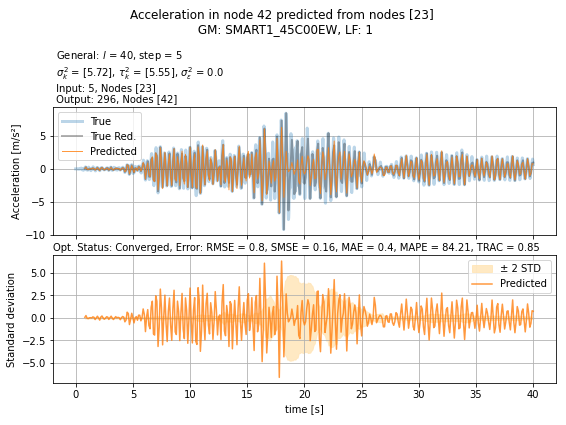 Acceleration in node 42 predicted from nodes [23]
GM: SMART1_45C00EW, LF: 1
General: l = 40, step = 5
σ²ₖ = [5.72], τ²ₖ = [5.55], σ²ε = 0.0
Input: 5, Nodes [23]
Output: 296, Nodes [42]
True
True Red.
Predicted
Acceleration [m/s²]
5
0
−5
−10
Opt. Status: Converged, Error: RMSE = 0.8, SMSE = 0.16, MAE = 0.4, MAPE = 84.21, TRAC = 0.85
± 2 STD
Predicted
Standard deviation
5.0
2.5
0.0
−2.5
−5.0
0 5 10 15 20 25 30 35 40
time [s]